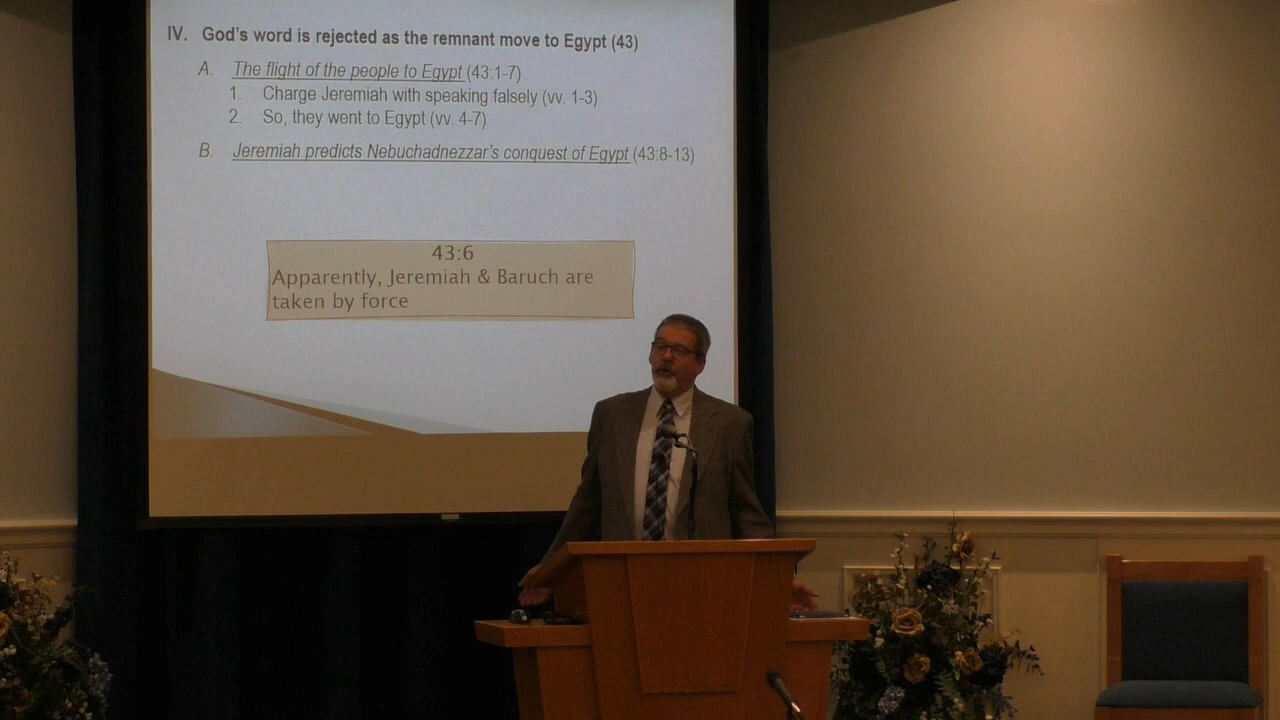 IV. God's word is rejected as the remnant move to Egypt (43)
A. The flight of the people to Egypt (43:1-7)
1. Charge Jeremiah with speaking falsely (vv. 1-3)
2. So, they went to Egypt (vv. 4-7)
B. Jeremiah predicts Nebuchadnezzar's conquest of Egypt (43:8-13)
43:6
Apparently, Jeremiah & Baruch are
taken by force